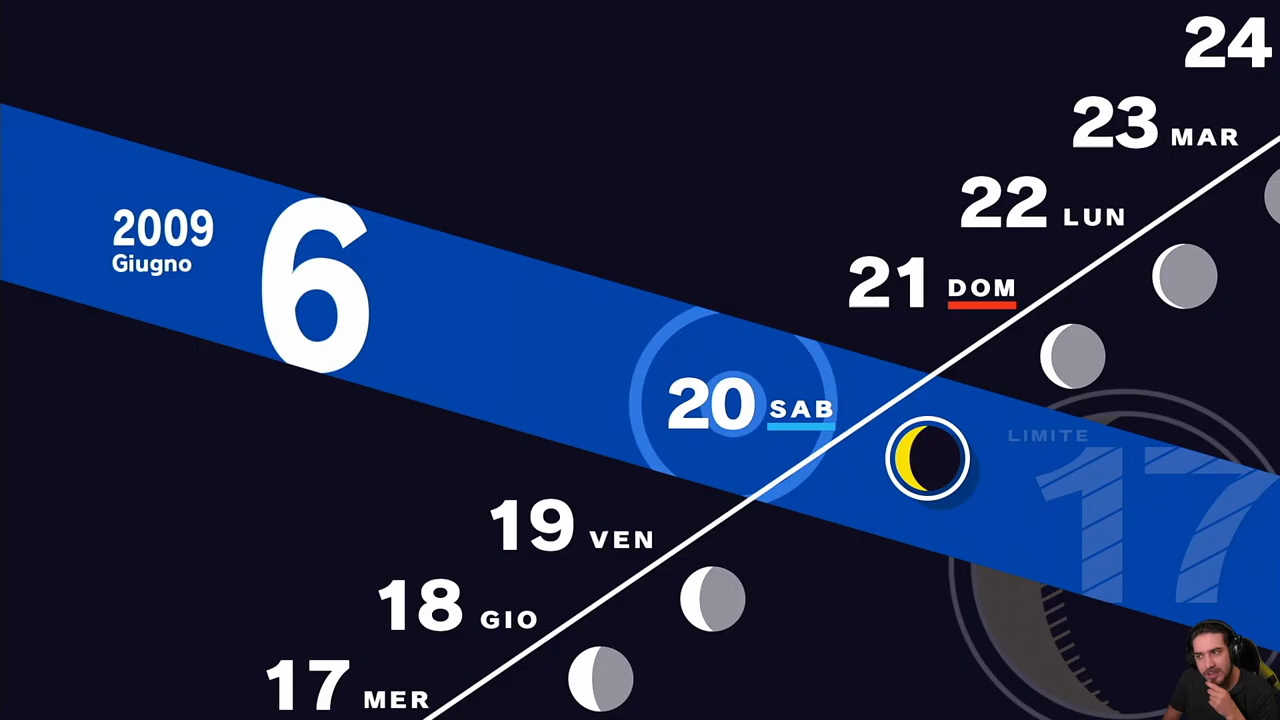 24
23 MAR
22 LUN
2009
Giugno
6
21 DOM
20 SAB
LIMITE
17
19 VEN
18 GIO
17 MER